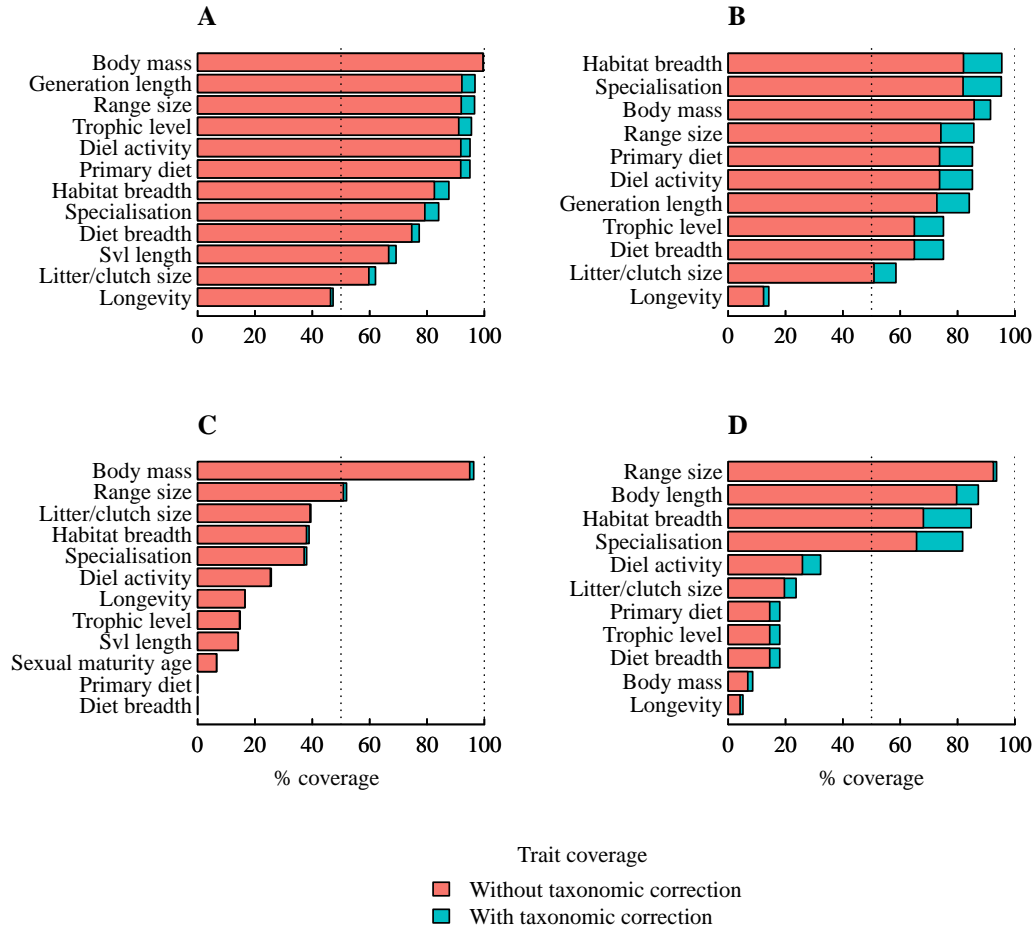 A
Body mass
Generation length
Range size
Trophic level
Diel activity
Primary diet
Habitat breadth
Specialisation
Diet breadth
Svl length
Litter/clutch size
Longevity
0 20 40 60 80 100
B
Habitat breadth
Specialisation
Body mass
Range size
Primary diet
Diel activity
Generation length
Trophic level
Diet breadth
Litter/clutch size
Longevity
0 20 40 60 80 100
C
Body mass
Range size
Litter/clutch size
Habitat breadth
Specialisation
Diel activity
Longevity
Trophic level
Svl length
Sexual maturity age
Primary diet
Diet breadth
0 20 40 60 80 100
% coverage
D
Range size
Body length
Habitat breadth
Specialisation
Diel activity
Litter/clutch size
Primary diet
Trophic level
Diet breadth
Body mass
Longevity
0 20 40 60 80 100
% coverage
Trait coverage
Without taxonomic correction
With taxonomic correction